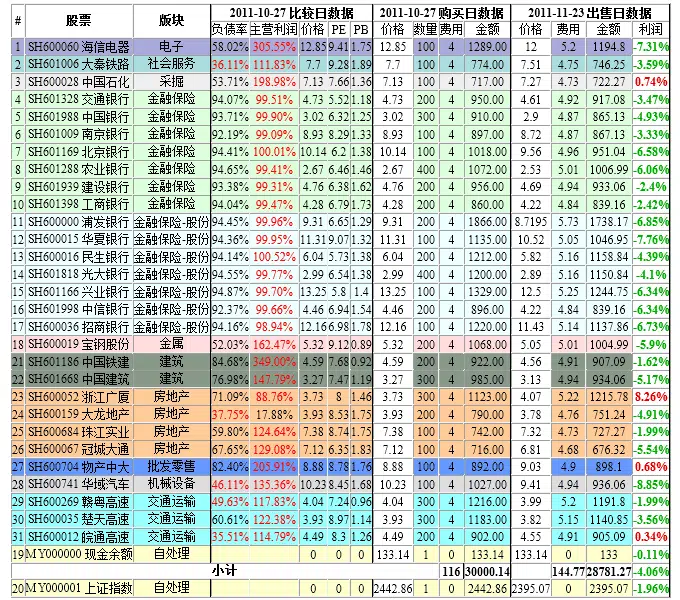 # 股票 版块 2011-10-27 比较日数据 2011-10-27 购买日数据 2011-11-23 出售日数据
负债率 主营利润 价格 PE PB 价格 数量 费用 金额 价格 费用 金额 利润
1 SH600060 海信电器 电子 58.02% 305.55% 12.85 9.41 1.75 12.85 100 4 1289.00 12 5.2 1194.8 -7.31%
2 SH601006 大秦铁路 社会服务 36.11% 111.83% 7.7 9.28 1.89 7.7 100 4 774.00 7.51 4.75 746.25 -3.59%
3 SH600028 中国石化 采掘 53.71% 198.98% 7.13 7.66 1.36 7.13 100 4 717.00 7.27 4.73 722.27 0.74%
4 SH601328 交通银行 金融保险 94.07% 99.51% 4.73 5.52 1.18 4.73 200 4 950.00 4.61 4.92 917.08 -3.47%
5 SH601988 中国银行 金融保险 93.71% 99.90% 3.02 6.32 1.25 3.02 300 4 910.00 2.9 4.87 865.13 -4.93%
6 SH601009 南京银行 金融保险 92.19% 99.09% 8.93 8.29 1.33 8.93 100 4 897.00 8.72 4.87 867.13 -3.33%
7 SH601169 北京银行 金融保险 94.41% 100.01% 10.14 6.2 1.38 10.14 100 4 1018.00 9.56 4.96 951.04 -6.58%
8 SH601288 农业银行 金融保险 94.65% 99.41% 2.67 6.46 1.46 2.67 400 4 1072.00 2.53 5.01 1006.99 -6.06%
9 SH601939 建设银行 金融保险 93.38% 99.31% 4.76 6.38 1.62 4.76 200 4 956.00 4.69 4.94 933.06 -2.4%
10 SH601398 工商银行 金融保险 94.04% 99.47% 4.28 6.79 1.73 4.28 200 4 860.00 4.22 4.84 839.16 -2.42%
11 SH600000 浦发银行 金融保险-股份 94.45% 99.96% 9.31 6.65 1.29 9.31 200 4 1866.00 8.7195 5.73 1738.17 -6.85%
12 SH600015 华夏银行 金融保险-股份 94.36% 99.95% 11.31 9.07 1.32 11.31 100 4 1135.00 10.52 5.05 1046.95 -7.76%
13 SH600016 民生银行 金融保险-股份 94.14% 100.52% 6.04 5.73 1.38 6.04 200 4 1212.00 5.82 5.16 1158.84 -4.39%
14 SH601818 光大银行 金融保险-股份 94.55% 99.77% 2.99 6.54 1.38 2.99 400 4 1200.00 2.89 5.16 1150.84 -4.1%
15 SH601166 兴业银行 金融保险-股份 94.87% 99.70% 13.25 5.8 1.4 13.25 100 4 1329.00 12.5 5.25 1244.75 -6.34%
16 SH601998 中信银行 金融保险-股份 92.37% 99.66% 4.46 6.94 1.54 4.46 200 4 896.00 4.22 4.84 839.16 -6.34%
17 SH600036 招商银行 金融保险-股份 94.16% 98.94% 12.16 6.98 1.78 12.16 100 4 1220.00 11.43 5.14 1137.86 -6.73%
18 SH600019 宝钢股份 金属 52.03% 162.47% 5.32 9.12 0.89 5.32 200 4 1068.00 5.05 5.01 1004.99 -5.9%
21 SH601186 中国铁建 建筑 84.68% 349.00% 4.59 7.68 0.92 4.59 200 4 922.00 4.56 4.91 907.09 -1.62%
22 SH601668 中国建筑 建筑 76.98% 147.79% 3.27 7.47 1.19 3.27 300 4 985.00 3.13 4.94 934.06 -5.17%
23 SH600052 浙江广厦 房地产 71.09% 88.76% 3.73 8 1.46 3.73 300 4 1123.00 4.07 5.22 1215.78 8.26%
24 SH600159 大龙地产 房地产 37.75% 17.88% 3.93 8.53 1.75 3.93 200 4 790.00 3.78 4.76 751.24 -4.91%
25 SH600684 珠江实业 房地产 59.80% 124.64% 7.38 8.74 1.75 7.38 100 4 742.00 7.32 4.73 727.27 -1.99%
26 SH600067 冠城大通 房地产 67.65% 129.08% 7.12 6.35 1.83 7.12 100 4 716.00 6.81 4.68 676.32 -5.54%
27 SH600704 物产中大 批发零售 82.40% 205.91% 8.88 8.78 1.76 8.88 100 4 892.00 9.03 4.9 898.1 0.68%
28 SH600741 华域汽车 机械设备 46.11% 135.36% 10.23 8.45 1.68 10.23 100 4 1027.00 9.41 4.94 936.06 -8.85%
29 SH600269 赣粤高速 交通运输 49.63% 117.83% 4.04 7.24 0.96 4.04 300 4 1216.00 3.99 5.2 1191.8 -1.99%
30 SH600035 楚天高速 交通运输 60.61% 122.38% 3.93 8.97 1.14 3.93 300 4 1183.00 3.82 5.15 1140.85 -3.56%
31 SH600012 皖通高速 交通运输 35.51% 114.79% 4.49 8.3 1.26 4.49 200 4 902.00 4.55 4.91 905.09 0.34%
19 MY000000 现金余额 自处理 0 0 0 133.14 1 0 133.14 133.14 0 133 -0.11%
小计 116 30000.14 144.77 28781.27 -4.06%
20 MY000001 上证指数 自处理 0 0 0 2442.86 1 0 2442.86 2395.07 0 2395.07 -1.96%